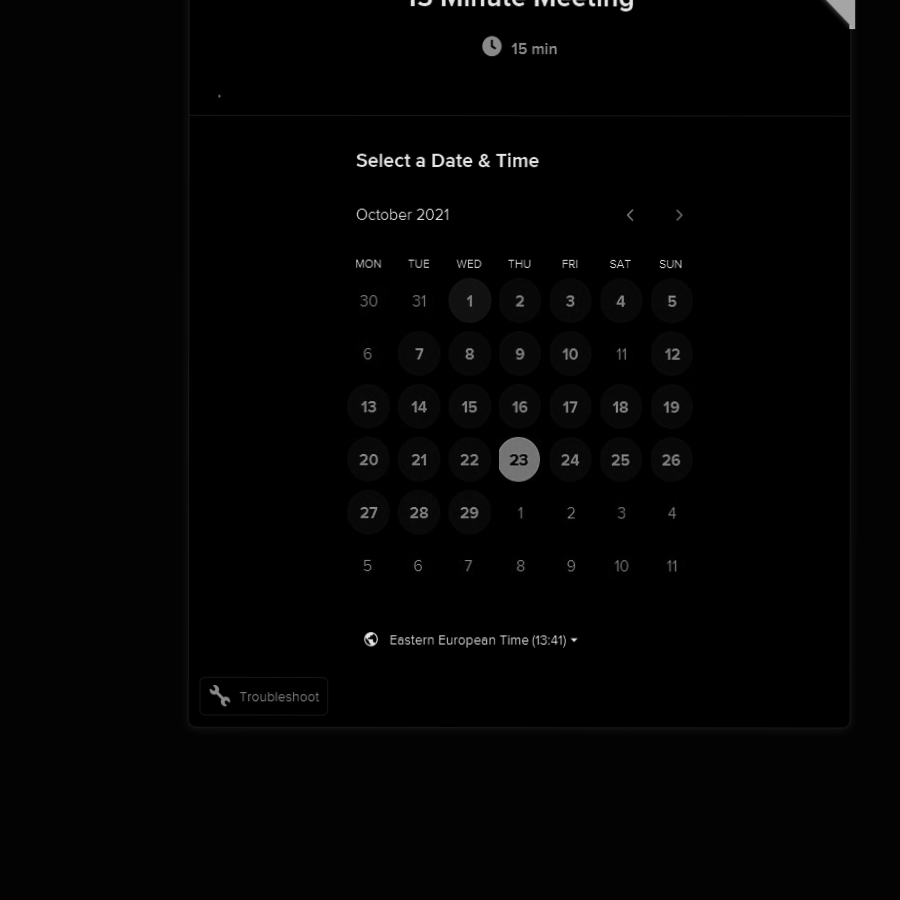 15 Minute Meeting
15 min
Select a Date & Time
October 2021
MON TUE WED THU FRI SAT SUN
30 31 1 2 3 4 5
6 7 8 9 10 11 12
13 14 15 16 17 18 19
20 21 22 23 24 25 26
27 28 29 1 2 3 4
5 6 7 8 9 10 11
Eastern European Time (13:41)
Troubleshoot